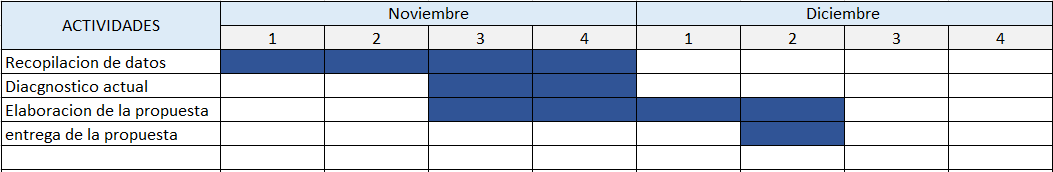 ACTIVIDADES Noviembre Diciembre
1 2 3 4 1 2 3 4
Recopilacion de datos
Diacgnostico actual
Elaboracion de la propuesta
entrega de la propuesta